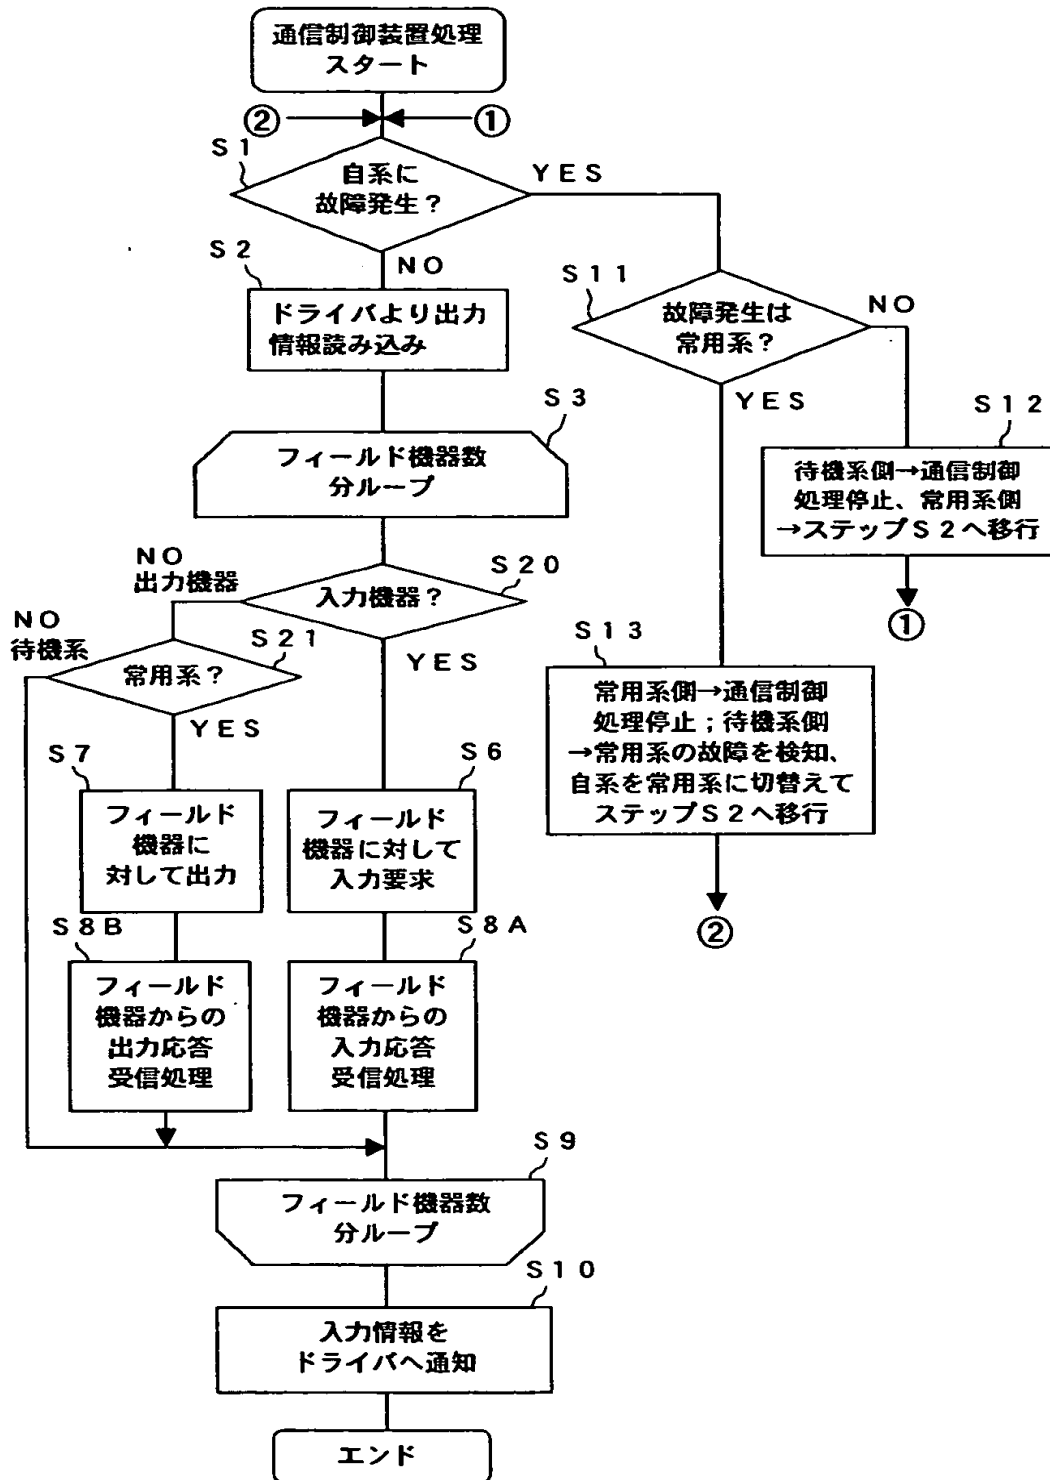 通信制御装置処理
スタート
②
①
S1
自系に
故障発生?
YES
NO
S2
ドライバより出力
情報読み込み
S11
故障発生は
常用系?
NO
YES
S3
フィールド機器数
分ループ
S12
待機系側→通信制御
処理停止、常用系側
→ステップS2へ移行
①
NO
出力機器
S20
入力機器?
YES
NO
待機系
S21
常用系?
YES
S13
常用系側→通信制御
処理停止;待機系側
→常用系の故障を検知、
自系を常用系に切替えて
ステップS2へ移行
②
S7
フィールド
機器に
対して出力
S6
フィールド
機器に対して
入力要求
S8B
フィールド
機器からの
出力応答
受信処理
S8A
フィールド
機器からの
入力応答
受信処理
S9
フィールド機器数
分ループ
S10
入力情報を
ドライバへ通知
エンド